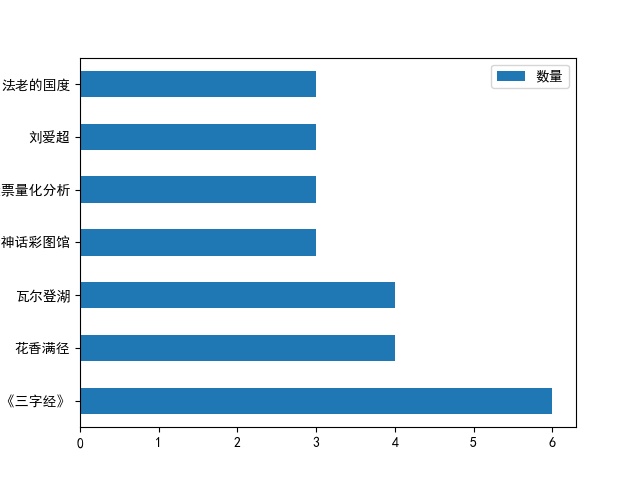 数量
法老的国度
刘爱超
票量化分析
神话彩图馆
瓦尔登湖
花香满径
《三字经》
0 1 2 3 4 5 6